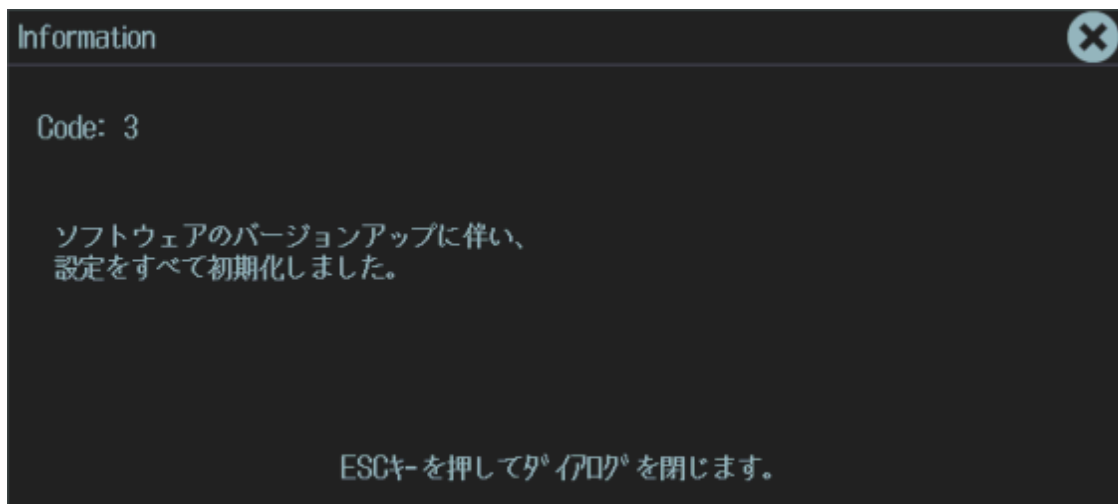 Information
Code: 3
ソフトウェアのバージョンアップに伴い、
設定をすべて初期化しました。
ESCｷｰを押してﾀﾞｲｱﾛｸﾞを閉じます。